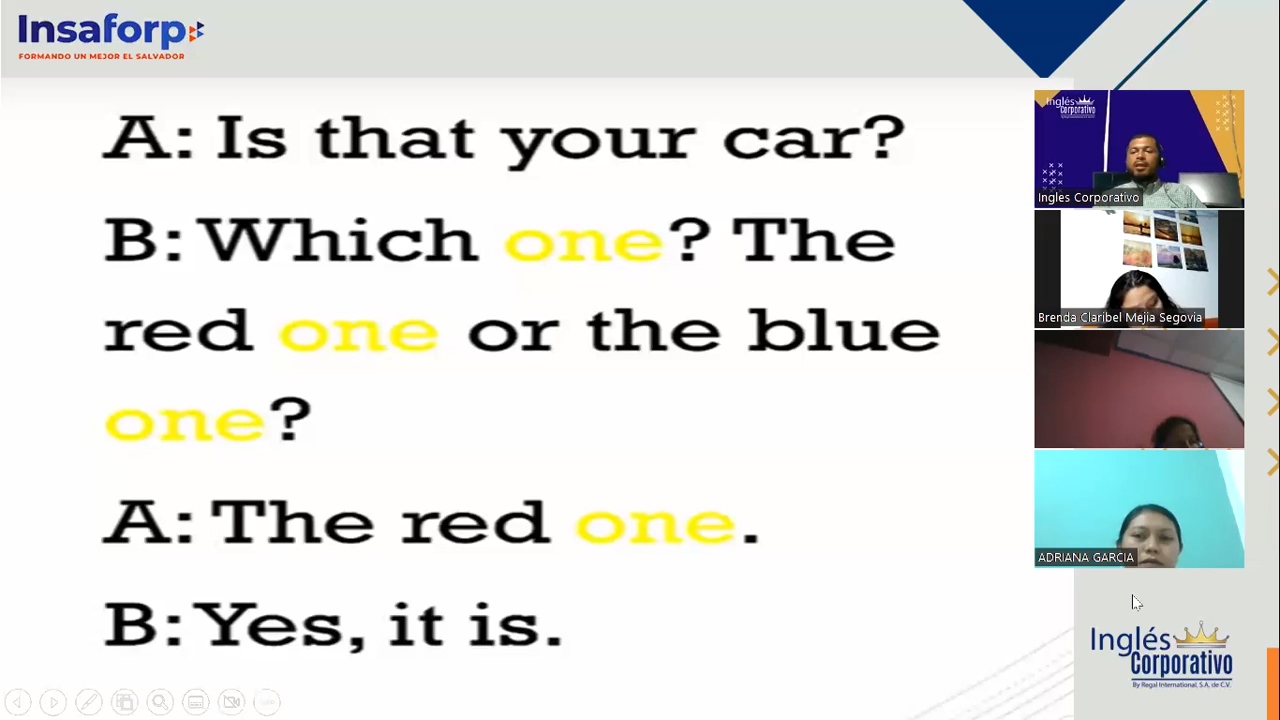 Insaforp
FORMANDO UN MEJOR EL SALVADOR
A: Is that your car?
B: Which one? The
red one or the blue
one?
A: The red one.
B: Yes, it is.
Inglés
Corporativo
Ingles Corporativo
Brenda Claribel Mejia Segovia
ADRIANA GARCIA
Inglés
Corporativo
By Regal International, S.A, de C.V.